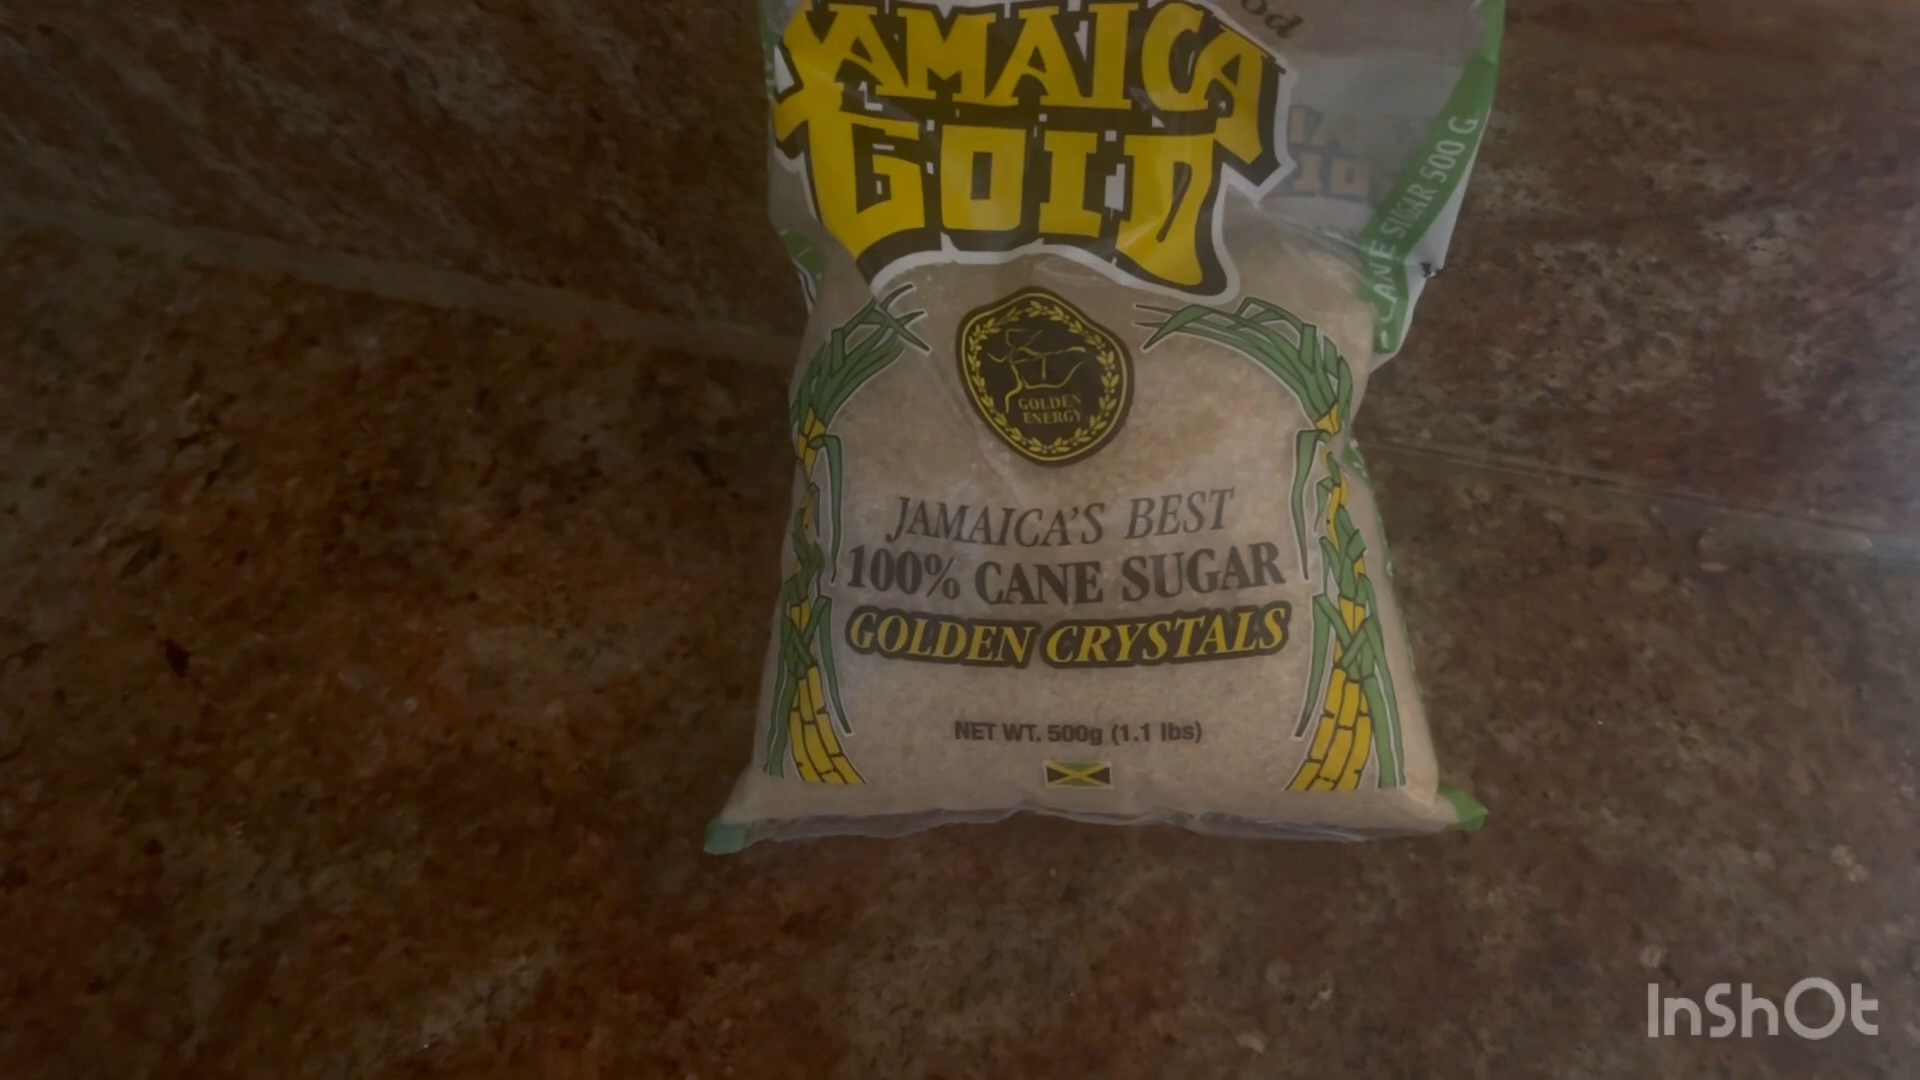 JAMAICA
GOLD
CANE SUGAR 500 G
GOLDEN
ENERGY
JAMAICA'S BEST
100% CANE SUGAR
GOLDEN CRYSTALS
NET WT. 500g (1.1 lbs)
InShOt